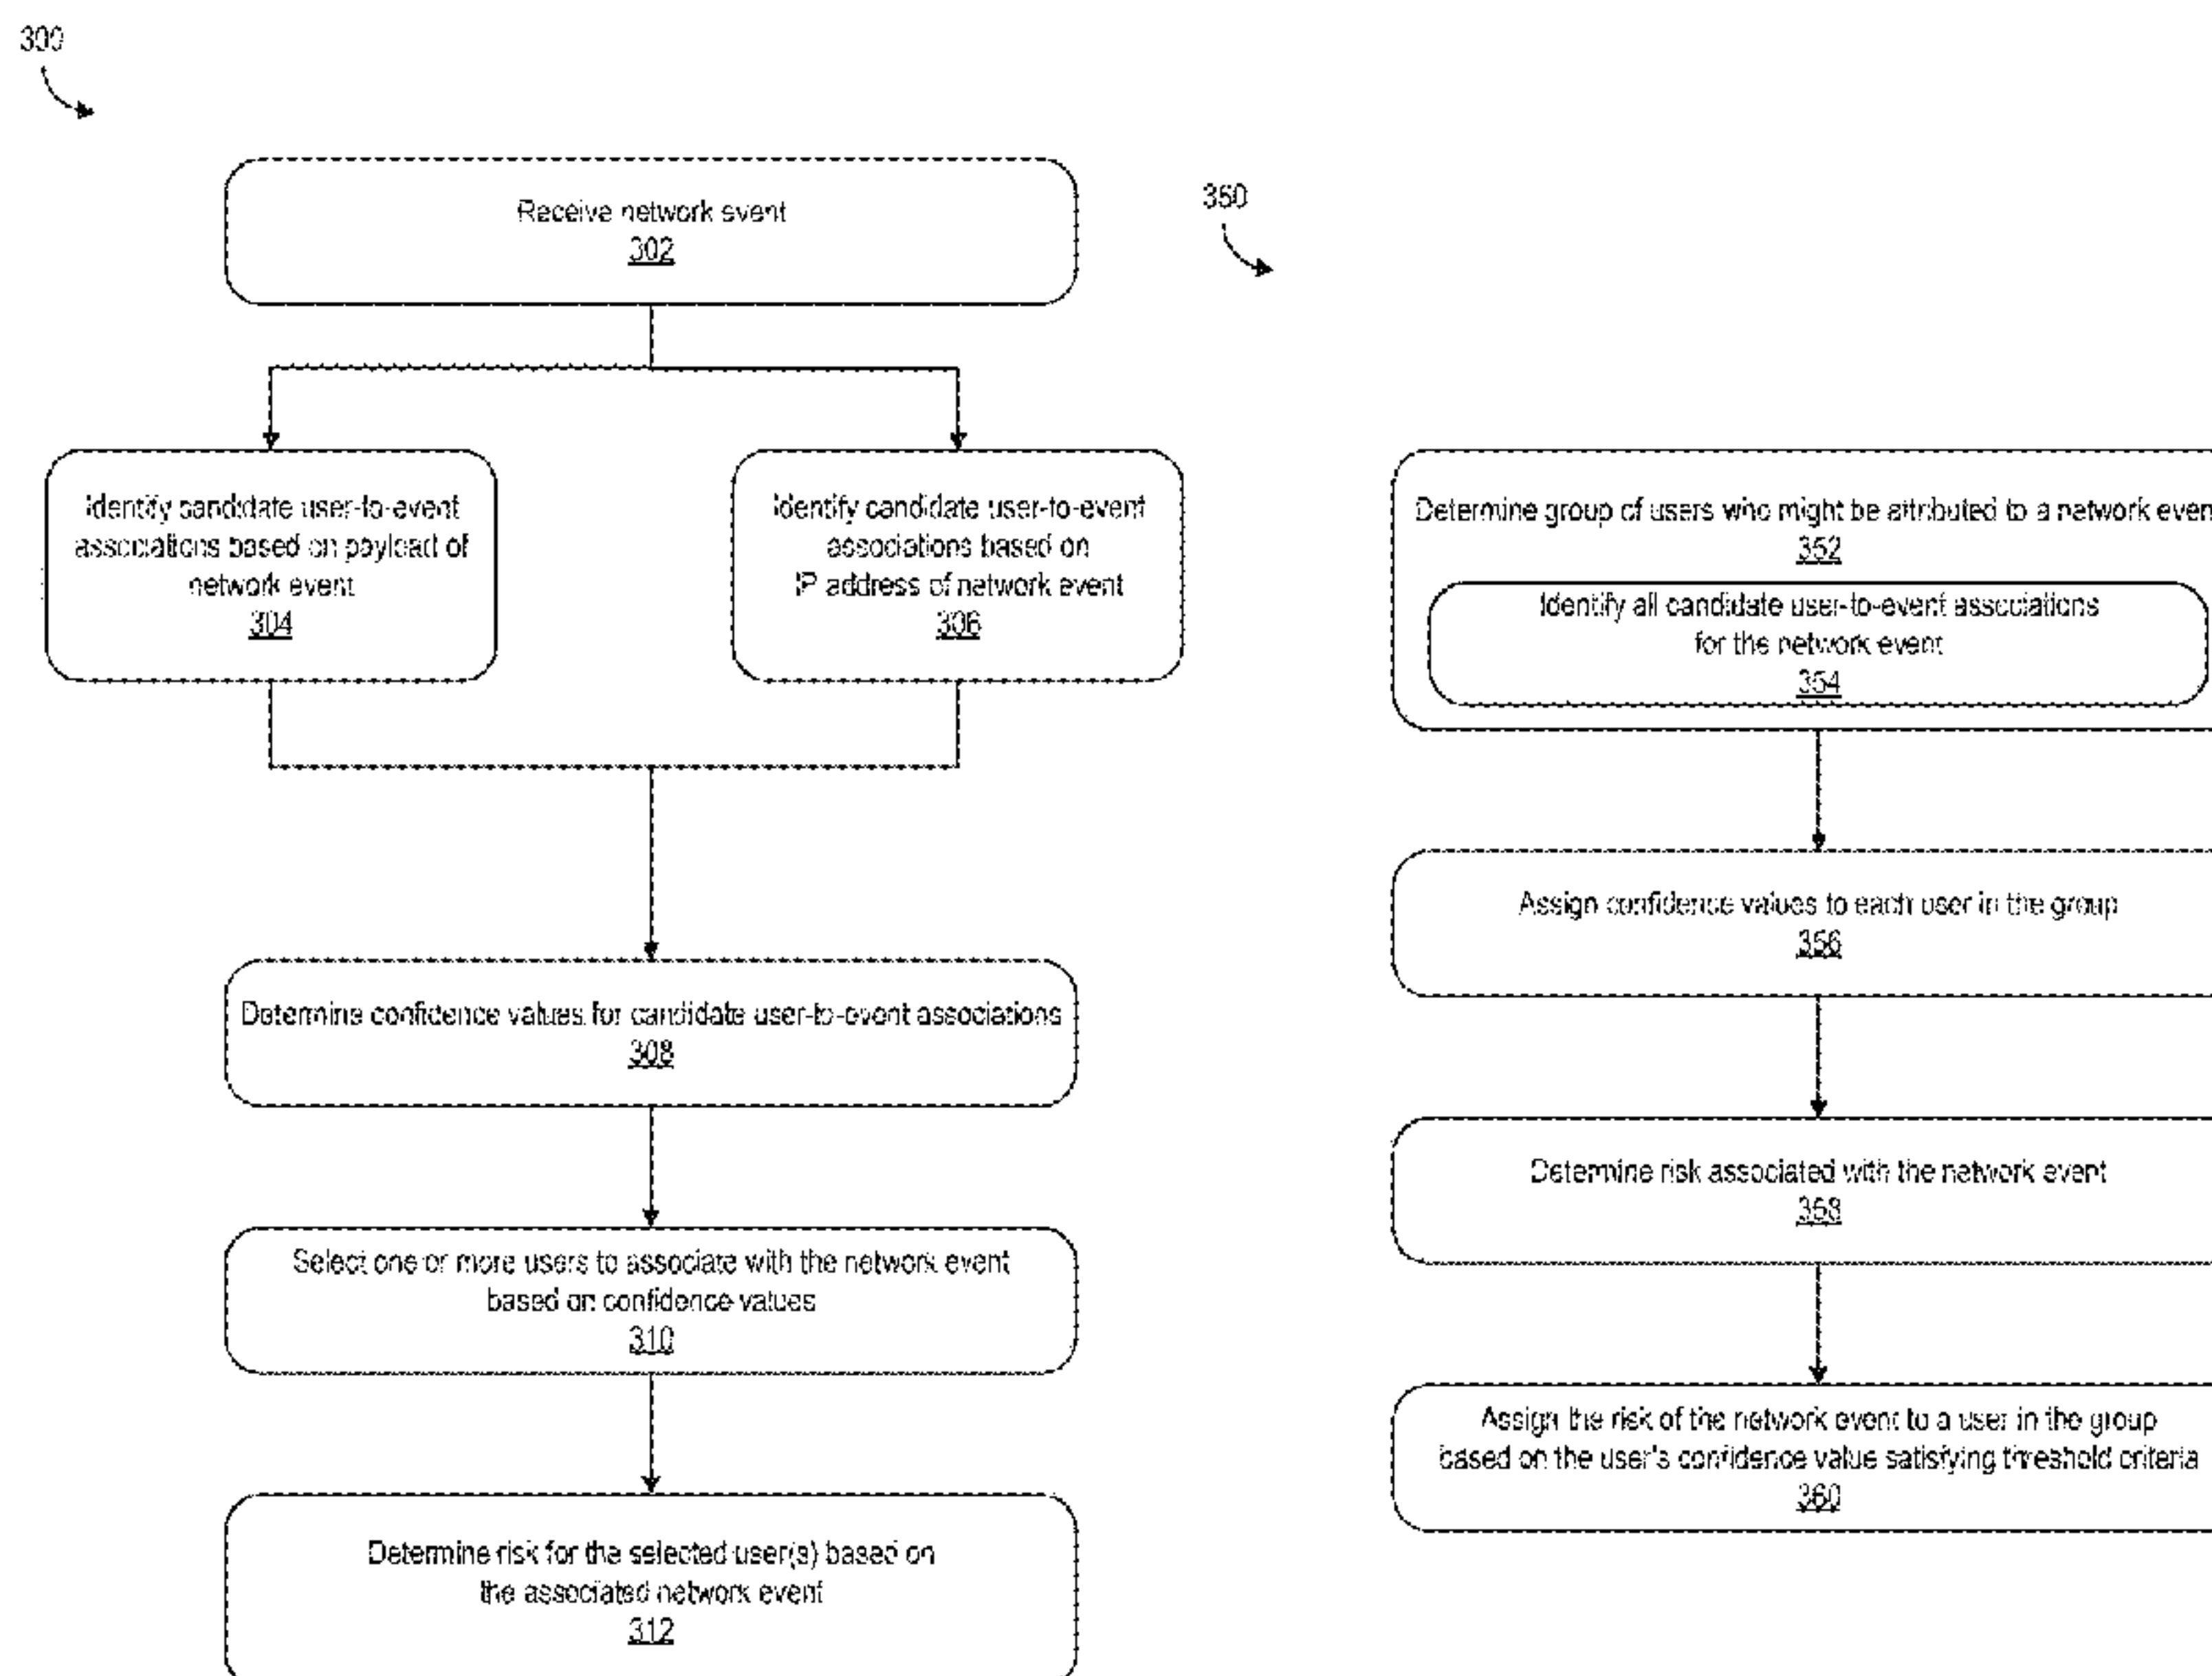 300
Receive network event
302
Identify candidate user-to-event
associations based on payload of
network event
304
Identify candidate user-to-event
associations based on
IP address of network event
306
Determine confidence values for candidate user-to-event associations
308
Select one or more users to associate with the network event
based on confidence values
310
Determine risk for the selected user(s) based on
the associated network event
312
350
Determine group of users who might be attributed to a network even
352
Identify all candidate user-to-event associations
for the network event
354
Assign confidence values to each user in the group
356
Determine risk associated with the network event
358
Assign the risk of the network event to a user in the group
based on the user's confidence value satisfying threshold criteria
360